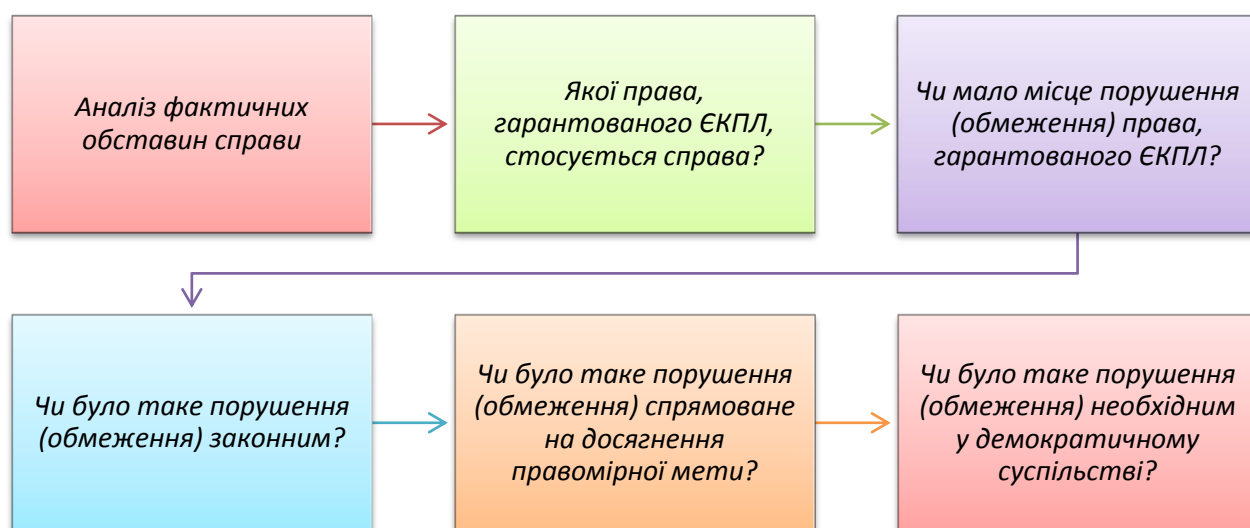 Аналіз фактичних
обставин справи
Якої права,
гарантованого ЄКПЛ,
стосується справа?
Чи мало місце порушення
(обмеження) права,
гарантованого ЄКПЛ?
Чи було таке порушення
(обмеження) законним?
Чи було таке порушення
(обмеження) спрямоване
на досягнення
правомірної мети?
Чи було таке порушення
(обмеження) необхідним
у демократичному
суспільстві?